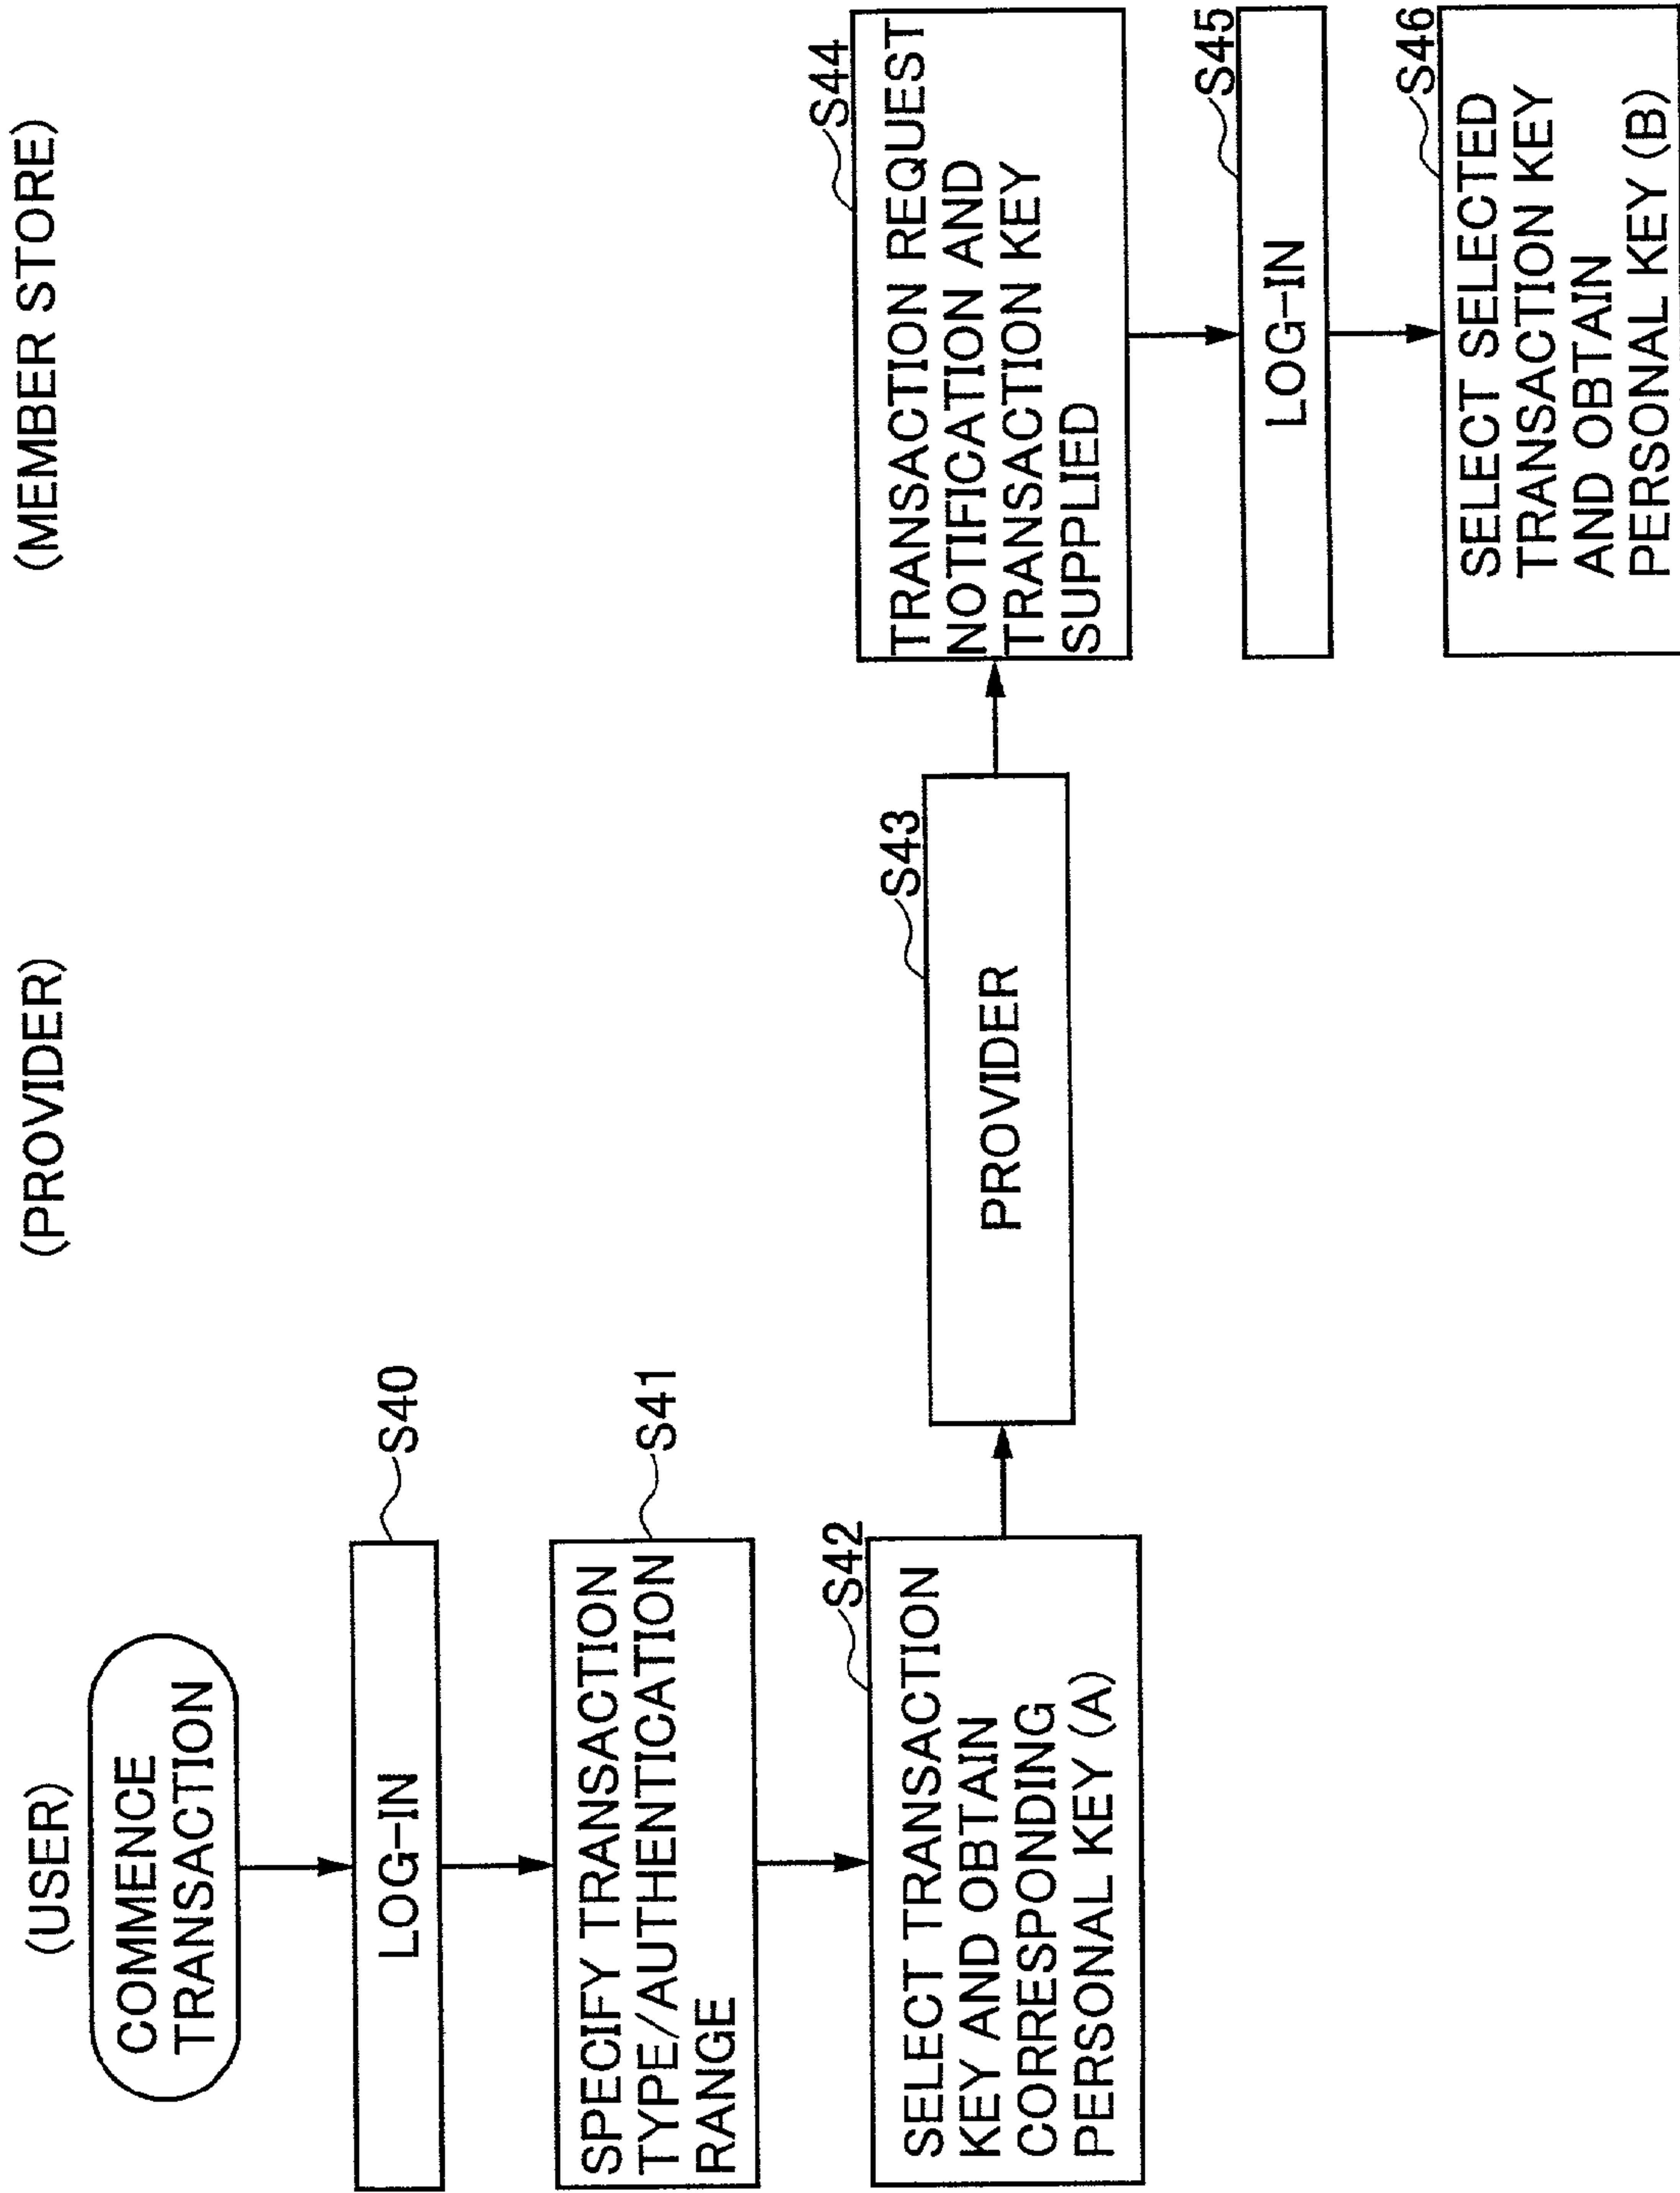 (USER)
(PROVIDER)
(MEMBER STORE)
COMMENCE
TRANSACTION
S40
LOG-IN
S41
SPECIFY TRANSACTION
TYPE/AUTHENTICATION
RANGE
S42
SELECT TRANSACTION
KEY AND OBTAIN
CORRESPONDING
PERSONAL KEY (A)
S43
PROVIDER
S44
TRANSACTION REQUEST
NOTIFICATION AND
TRANSACTION KEY
SUPPLIED
S45
LOG-IN
S46
SELECT SELECTED
TRANSACTION KEY
AND OBTAIN
PERSONAL KEY (B)